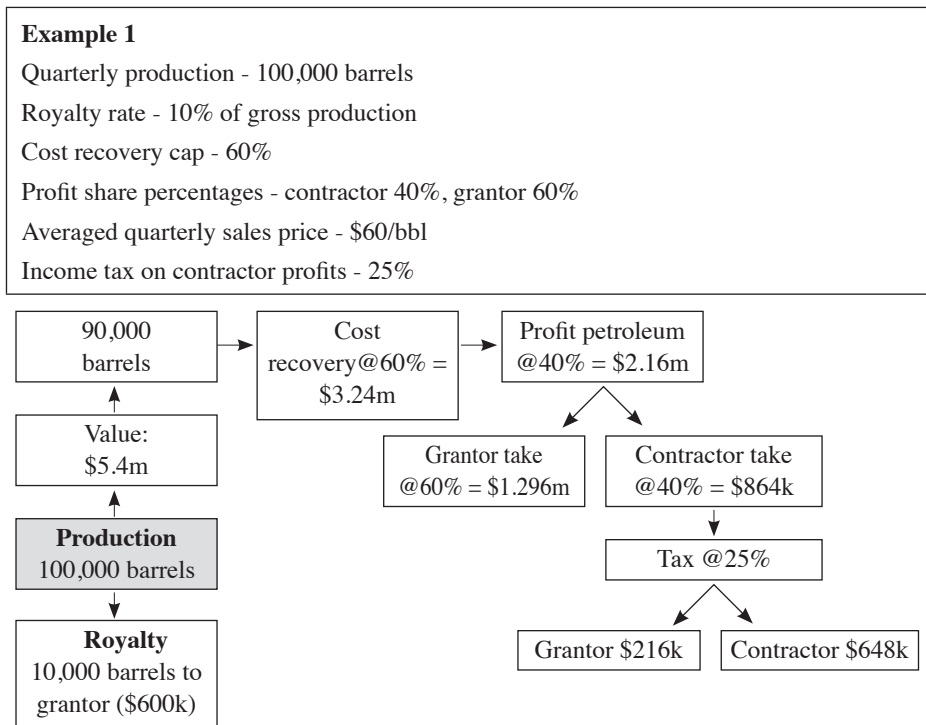 Example 1
Quarterly production - 100,000 barrels
Royalty rate - 10% of gross production
Cost recovery cap - 60%
Profit share percentages - contractor 40%, grantor 60%
Averaged quarterly sales price - $60/bbl
Income tax on contractor profits - 25%
90,000
barrels
Cost
recovery@60% =
$3.24m
Profit petroleum
@40% = $2.16m
Value:
$5.4m
Grantor take
@60% = $1.296m
Contractor take
@40% = $864k
Production
100,000 barrels
Tax @25%
Royalty
10,000 barrels to
grantor ($600k)
Grantor $216k
Contractor $648k